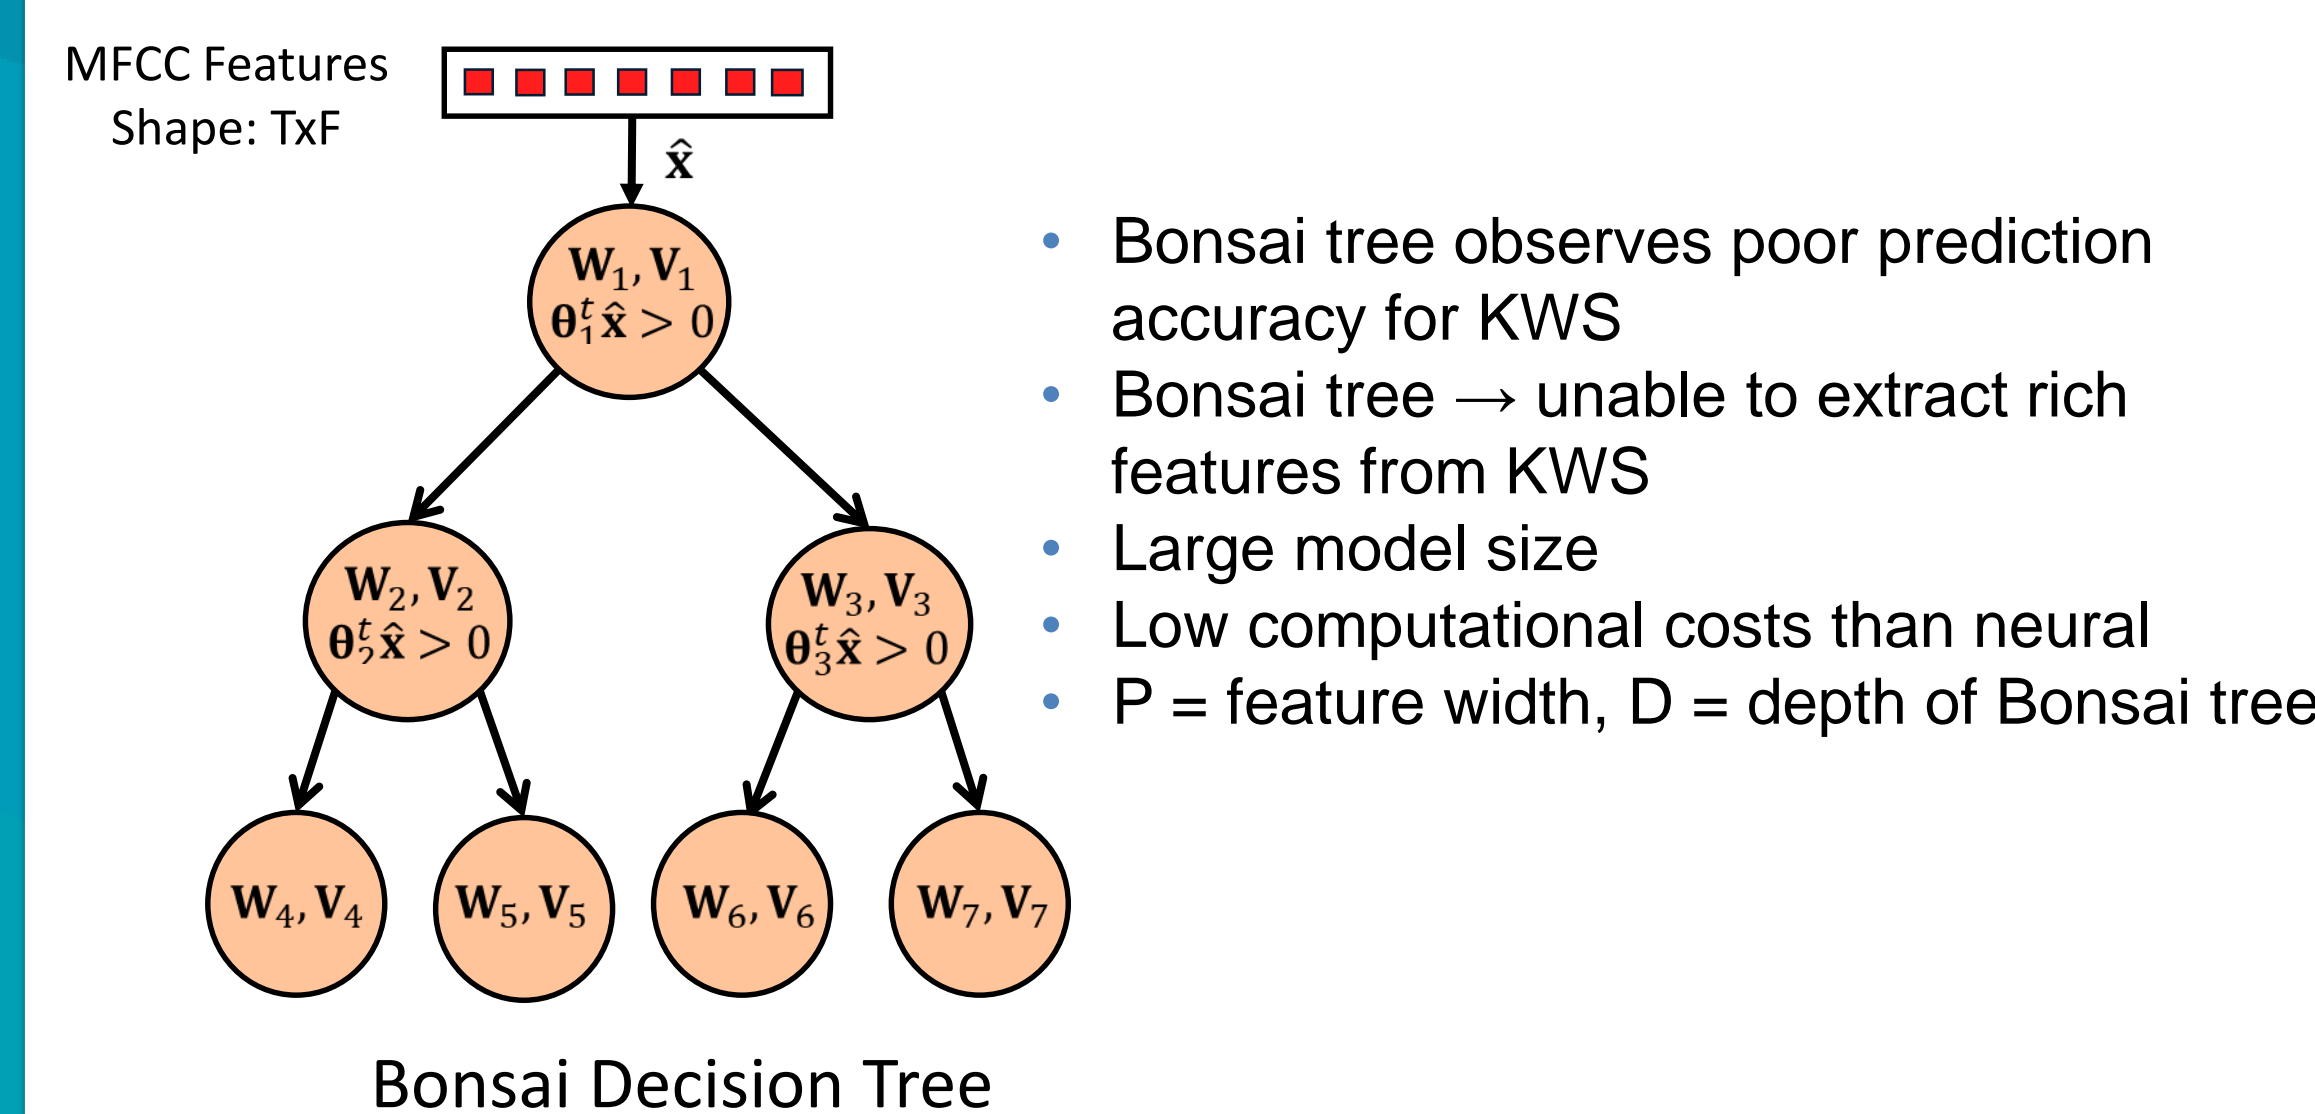 MFCC Features
Shape: TxF
x̂
W₁, V₁
θ₁ᵗx̂ > 0
W₂, V₂
θ₂ᵗx̂ > 0
W₃, V₃
θ₃ᵗx̂ > 0
W₄, V₄
W₅, V₅
W₆, V₆
W₇, V₇
Bonsai Decision Tree
• Bonsai tree observes poor prediction
accuracy for KWS
• Bonsai tree → unable to extract rich
features from KWS
• Large model size
• Low computational costs than neural
• P = feature width, D = depth of Bonsai tree